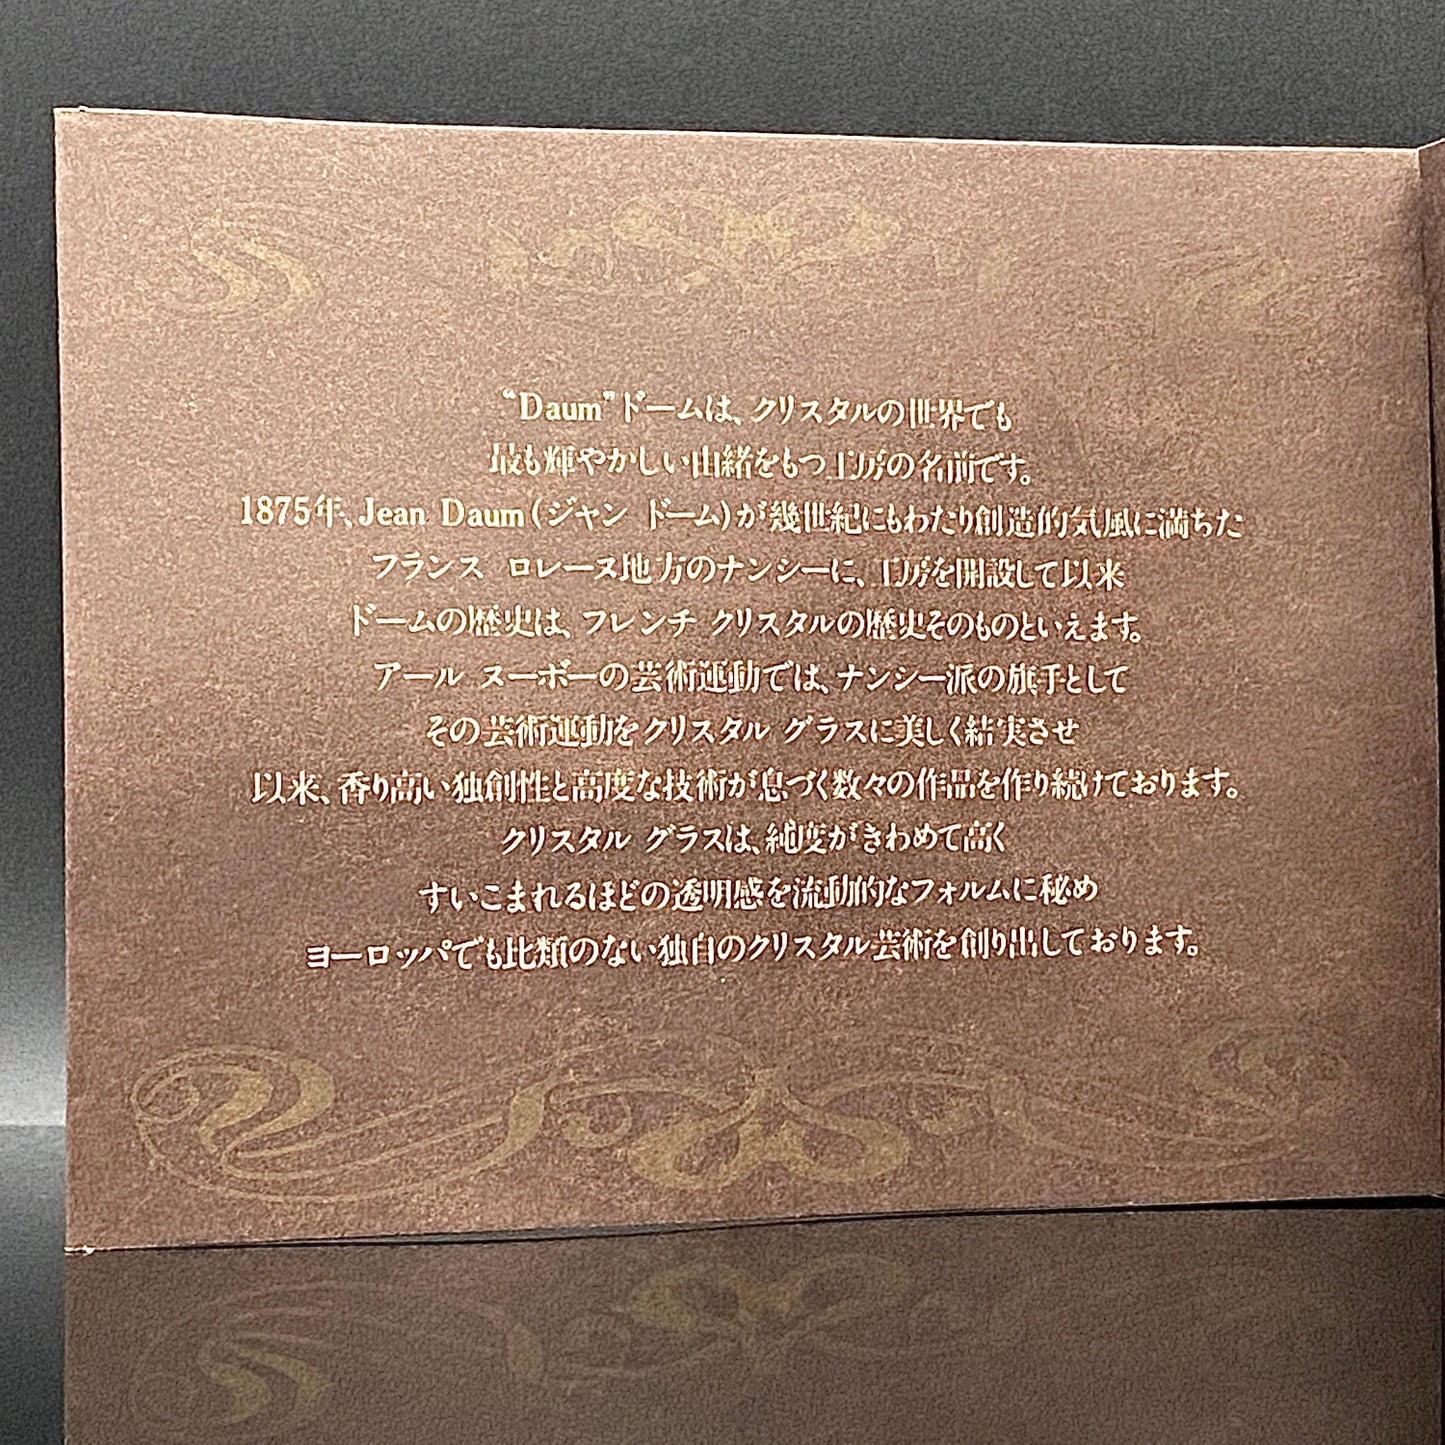 “Daum”ドームは、クリスタルの世界でも
最も輝やかしい由緒をもつ工房の名前です。
1875年、Jean Daum(ジャン ドーム)が幾世紀にもわたり創造的気風に満ちた
フランス ロレーヌ地方のナンシーに、工房を開設して以来
ドームの歴史は、フレンチ クリスタルの歴史そのものといえます。
アール ヌーボーの芸術運動では、ナンシー派の旗手として
その芸術運動をクリスタル グラスに美しく結実させ
以来、香り高い独創性と高度な技術が息づく数々の作品を作り続けております。
クリスタル グラスは、純度がきわめて高く
すいこまれるほどの透明感を流動的なフォルムに秘め
ヨーロッパでも比類のない独自のクリスタル芸術を創り出しております。